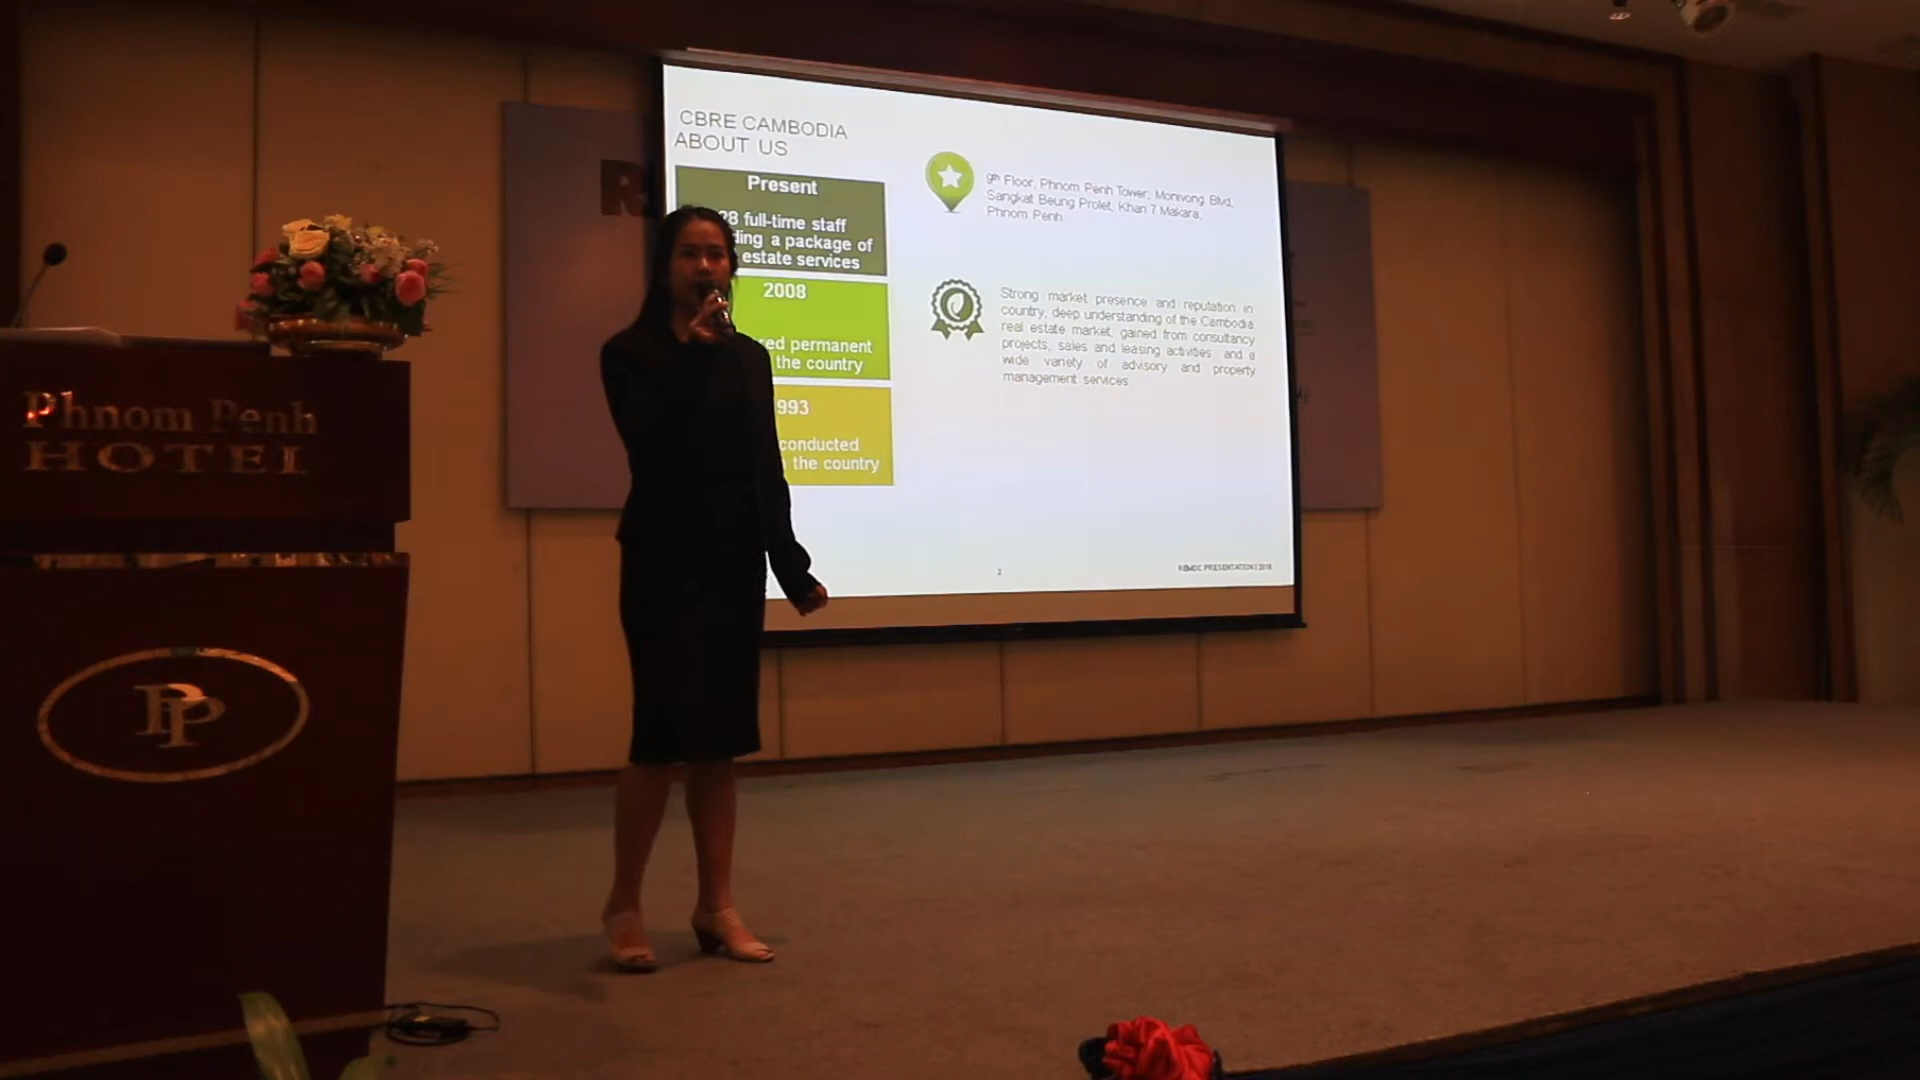 CBRE CAMBODIA
ABOUT US
Present
28 full-time staff
a package of
estate services
2008
permanent
the country
conducted
the country
9th Floor, Phnom Penh Tower, Monivong Blvd,
Sangkat Beung Prolet, Khan 7 Makara,
Phnom Penh
Strong market presence and reputation in
country, deep understanding of the Cambodia
real estate market, gained from consultancy
projects, sales and leasing activities and a
wide variety of advisory and property
management services.
2
PRESENTATION | 2016
Phnom Penh
HOTEL
PP